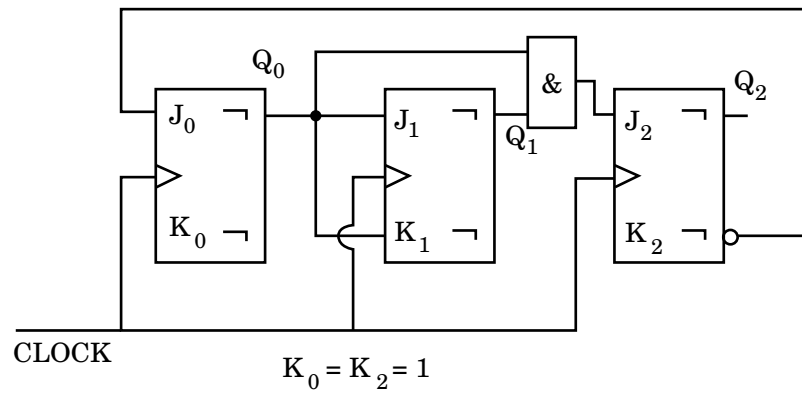 Q0
Q1
Q2
&
J0
J1
J2
K0
K1
K2
CLOCK
K0 = K2 = 1